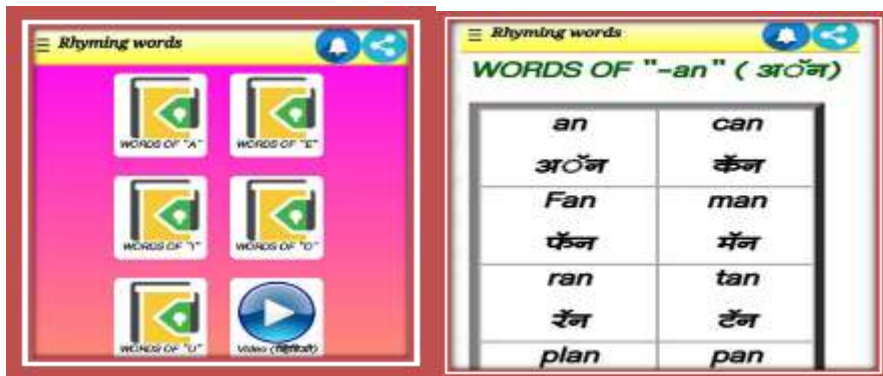 Rhyming words
WORDS OF "A" WORDS OF "E"
WORDS OF "I" WORDS OF "O"
WORDS OF "U" Video
Rhyming words
WORDS OF "-an" ( अॅन)
an can
अॅन कॅन
Fan man
फॅन मॅन
ran tan
रॅन टॅन
plan pan